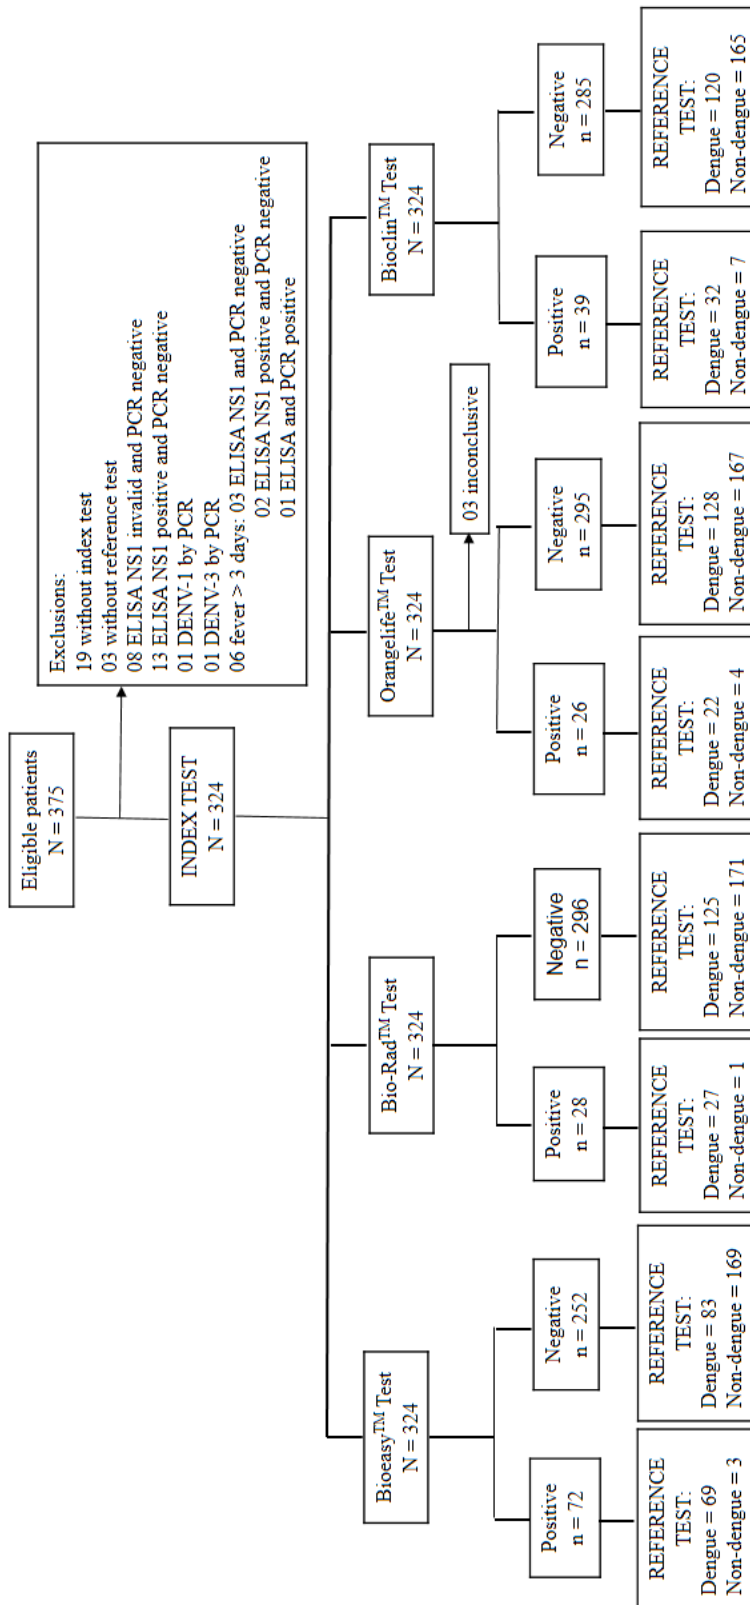 Eligible patients
N = 375
Exclusions:
19 without index test
03 without reference test
08 ELISA NS1 invalid and PCR negative
13 ELISA NS1 positive and PCR negative
01 DENV-1 by PCR
01 DENV-3 by PCR
06 fever > 3 days: 03 ELISA NS1 and PCR negative
02 ELISA NS1 positive and PCR negative
01 ELISA and PCR positive
INDEX TEST
N = 324
Bioeasy™ Test
N = 324
Bio-Rad™ Test
N = 324
Orangelife™ Test
N = 324
Bioclin™ Test
N = 324
03 inconclusive
Positive
n = 72
Negative
n = 252
Positive
n = 28
Negative
n = 296
Positive
n = 26
Negative
n = 295
Positive
n = 39
Negative
n = 285
REFERENCE
TEST:
Dengue = 69
Non-dengue = 3
REFERENCE
TEST:
Dengue = 83
Non-dengue = 169
REFERENCE
TEST:
Dengue = 27
Non-dengue = 1
REFERENCE
TEST:
Dengue = 125
Non-dengue = 171
REFERENCE
TEST:
Dengue = 22
Non-dengue = 4
REFERENCE
TEST:
Dengue = 128
Non-dengue = 167
REFERENCE
TEST:
Dengue = 32
Non-dengue = 7
REFERENCE
TEST:
Dengue = 120
Non-dengue = 165